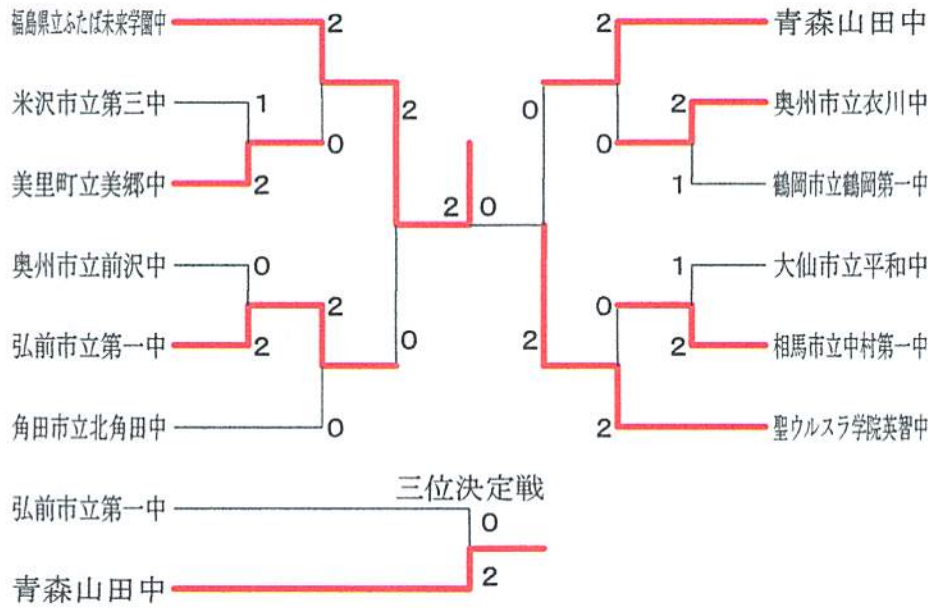 福島県立ふたば未来学園中
2
2
青森山田中
米沢市立第三中
1
2
0
2
奥州市立衣川中
0
0
美里町立美郷中
2
1
鶴岡市立鶴岡第一中
2
0
奥州市立前沢中
0
1
大仙市立平和中
2
0
弘前市立第一中
2
0
2
2
相馬市立中村第一中
角田市立北角田中
0
2
聖ウルスラ学院英智中
三位決定戦
弘前市立第一中
0
青森山田中
2